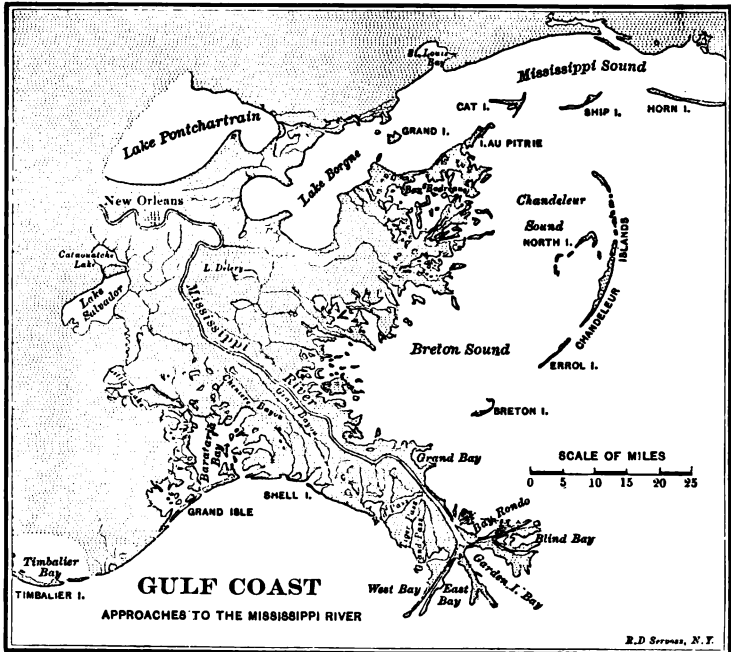 St. Louis
Bay
Mississippi Sound
CAT I.
SHIP I.
HORN I.
Lake Pontchartrain
GRAND I.
I. AU PITRIE
Lake Borgne
New Orleans
Chandeleur
Sound
NORTH I.
CHANDELEUR ISLANDS
Lake
Salvador
L. Delery
Mississippi River
Breton Sound
ERROL I.
BRETON I.
Grand Bayou
Bayou
Barataria
Bay
Grand Bay
SCALE OF MILES
0 5 10 15 20 25
SHELL I.
GRAND ISLE
Bay Rondo
Blind Bay
Timbalier
Bay
TIMBALIER I.
West Bay
East
Bay
Garden I. Bay
GULF COAST
APPROACHES TO THE MISSISSIPPI RIVER
R.D Servoss, N.Y.